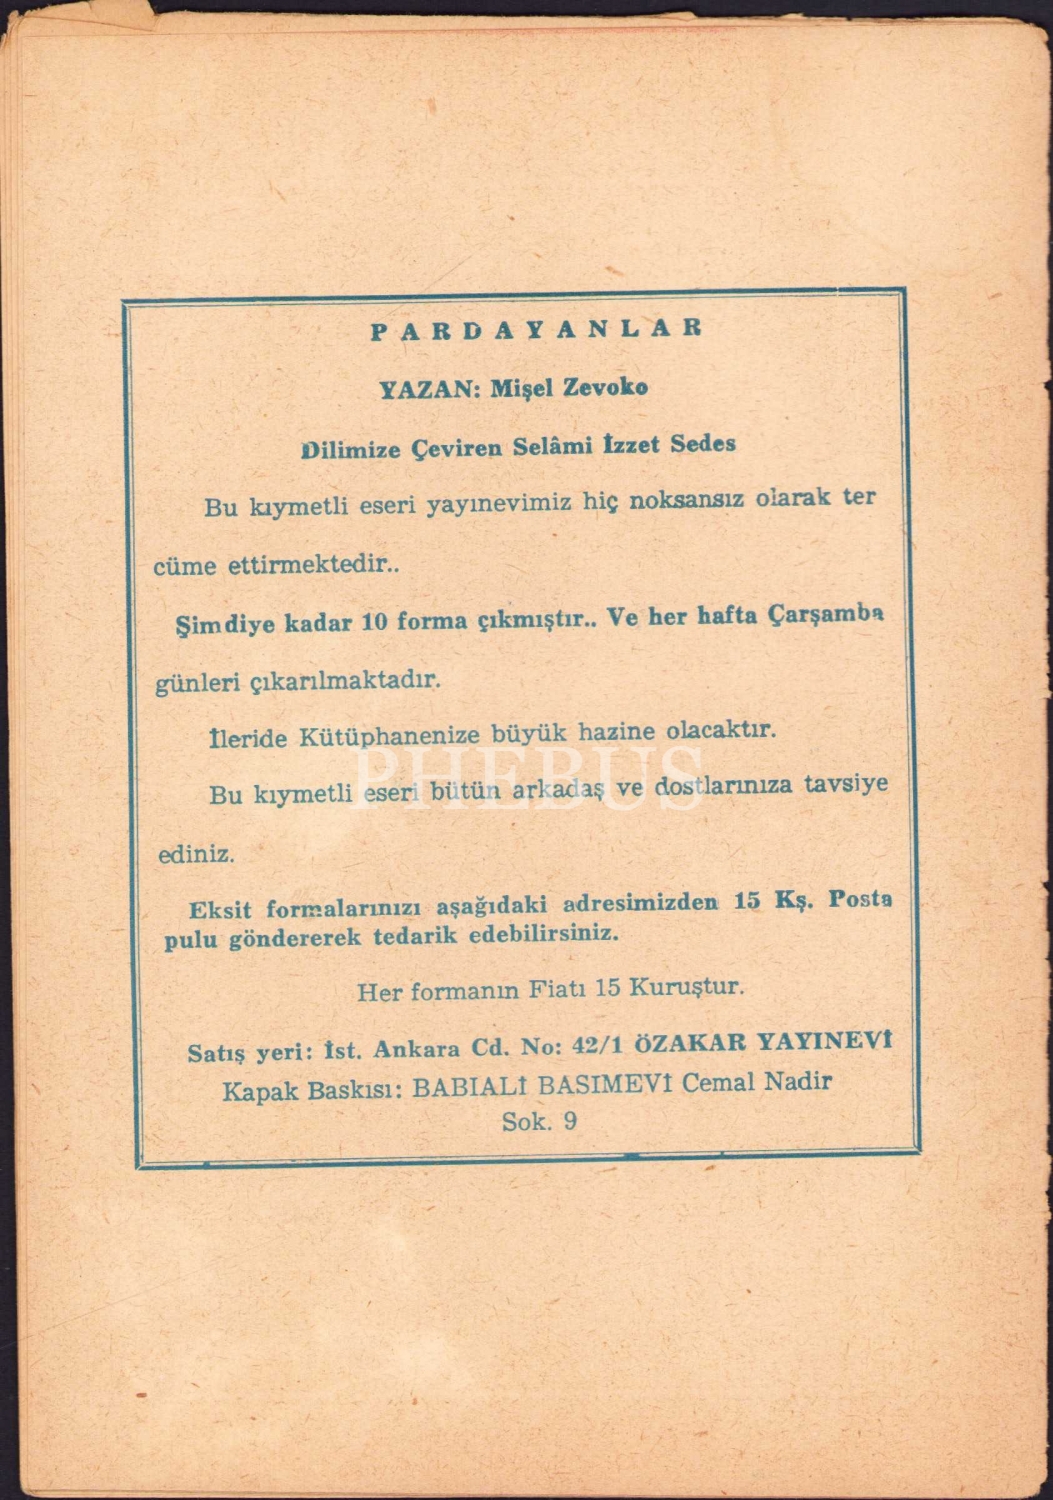 PARDAYANLAR
YAZAN: Mişel Zevoko
Dilimize Çeviren Selâmi İzzet Sedes
Bu kıymetli eseri yayınevimiz hiç noksansız olarak ter
cüme ettirmektedir..
Şimdiye kadar 10 forma çıkmıştır.. Ve her hafta Çarşamba
günleri çıkarılmaktadır.
İleride Kütüphanenize büyük hazine olacaktır.
PHEBUS
Bu kıymetli eseri bütün arkadaş ve dostlarınıza tavsiye
ediniz.
Eksit formalarınızı aşağıdaki adresimizden 15 Kş. Posta
pulu göndererek tedarik edebilirsiniz.
Her formanın Fiatı 15 Kuruştur.
Satış yeri: İst. Ankara Cd. No: 42/1 ÖZAKAR YAYINEVİ
Kapak Baskısı: BABIALİ BASIMEVİ Cemal Nadir
Sok. 9